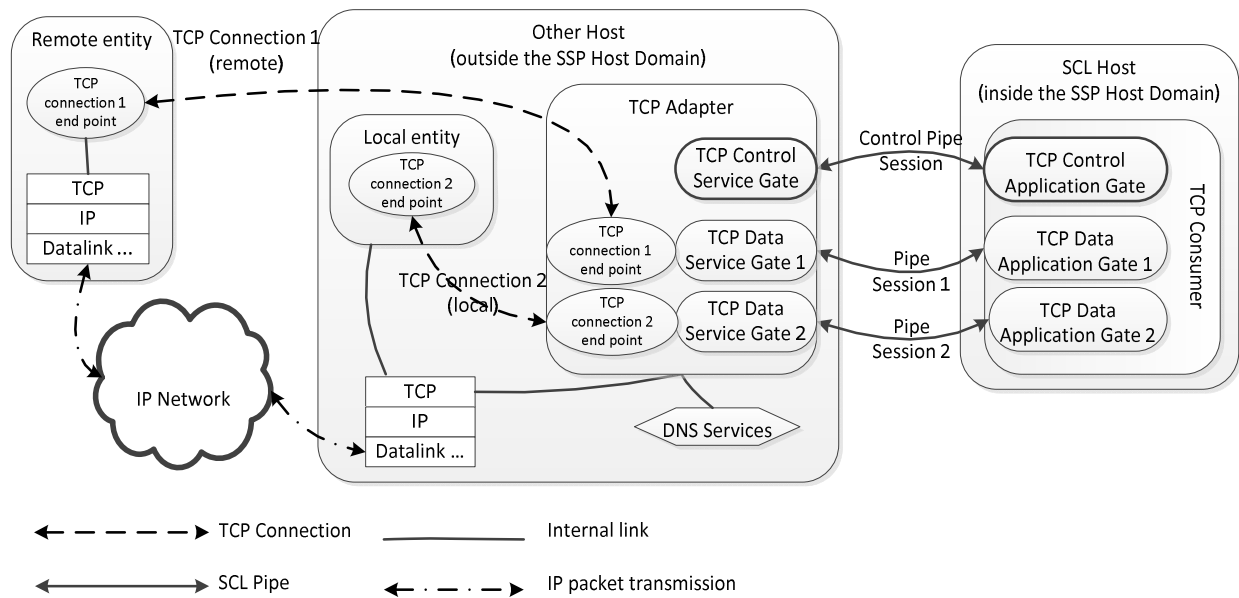 Remote entity
TCP
connection 1
end point
TCP
IP
Datalink ...
TCP Connection 1
(remote)
IP Network
Other Host
(outside the SSP Host Domain)
Local entity
TCP
connection 2
end point
TCP Connection 2
(local)
TCP
IP
Datalink ...
TCP Adapter
TCP Control
Service Gate
TCP
connection 1
end point
TCP Data
Service Gate 1
TCP
connection 2
end point
TCP Data
Service Gate 2
DNS Services
Control Pipe
Session
Pipe
Session 1
Pipe
Session 2
SCL Host
(inside the SSP Host Domain)
TCP Control
Application Gate
TCP Data
Application Gate 1
TCP Data
Application Gate 2
TCP Consumer
TCP Connection
Internal link
SCL Pipe
IP packet transmission